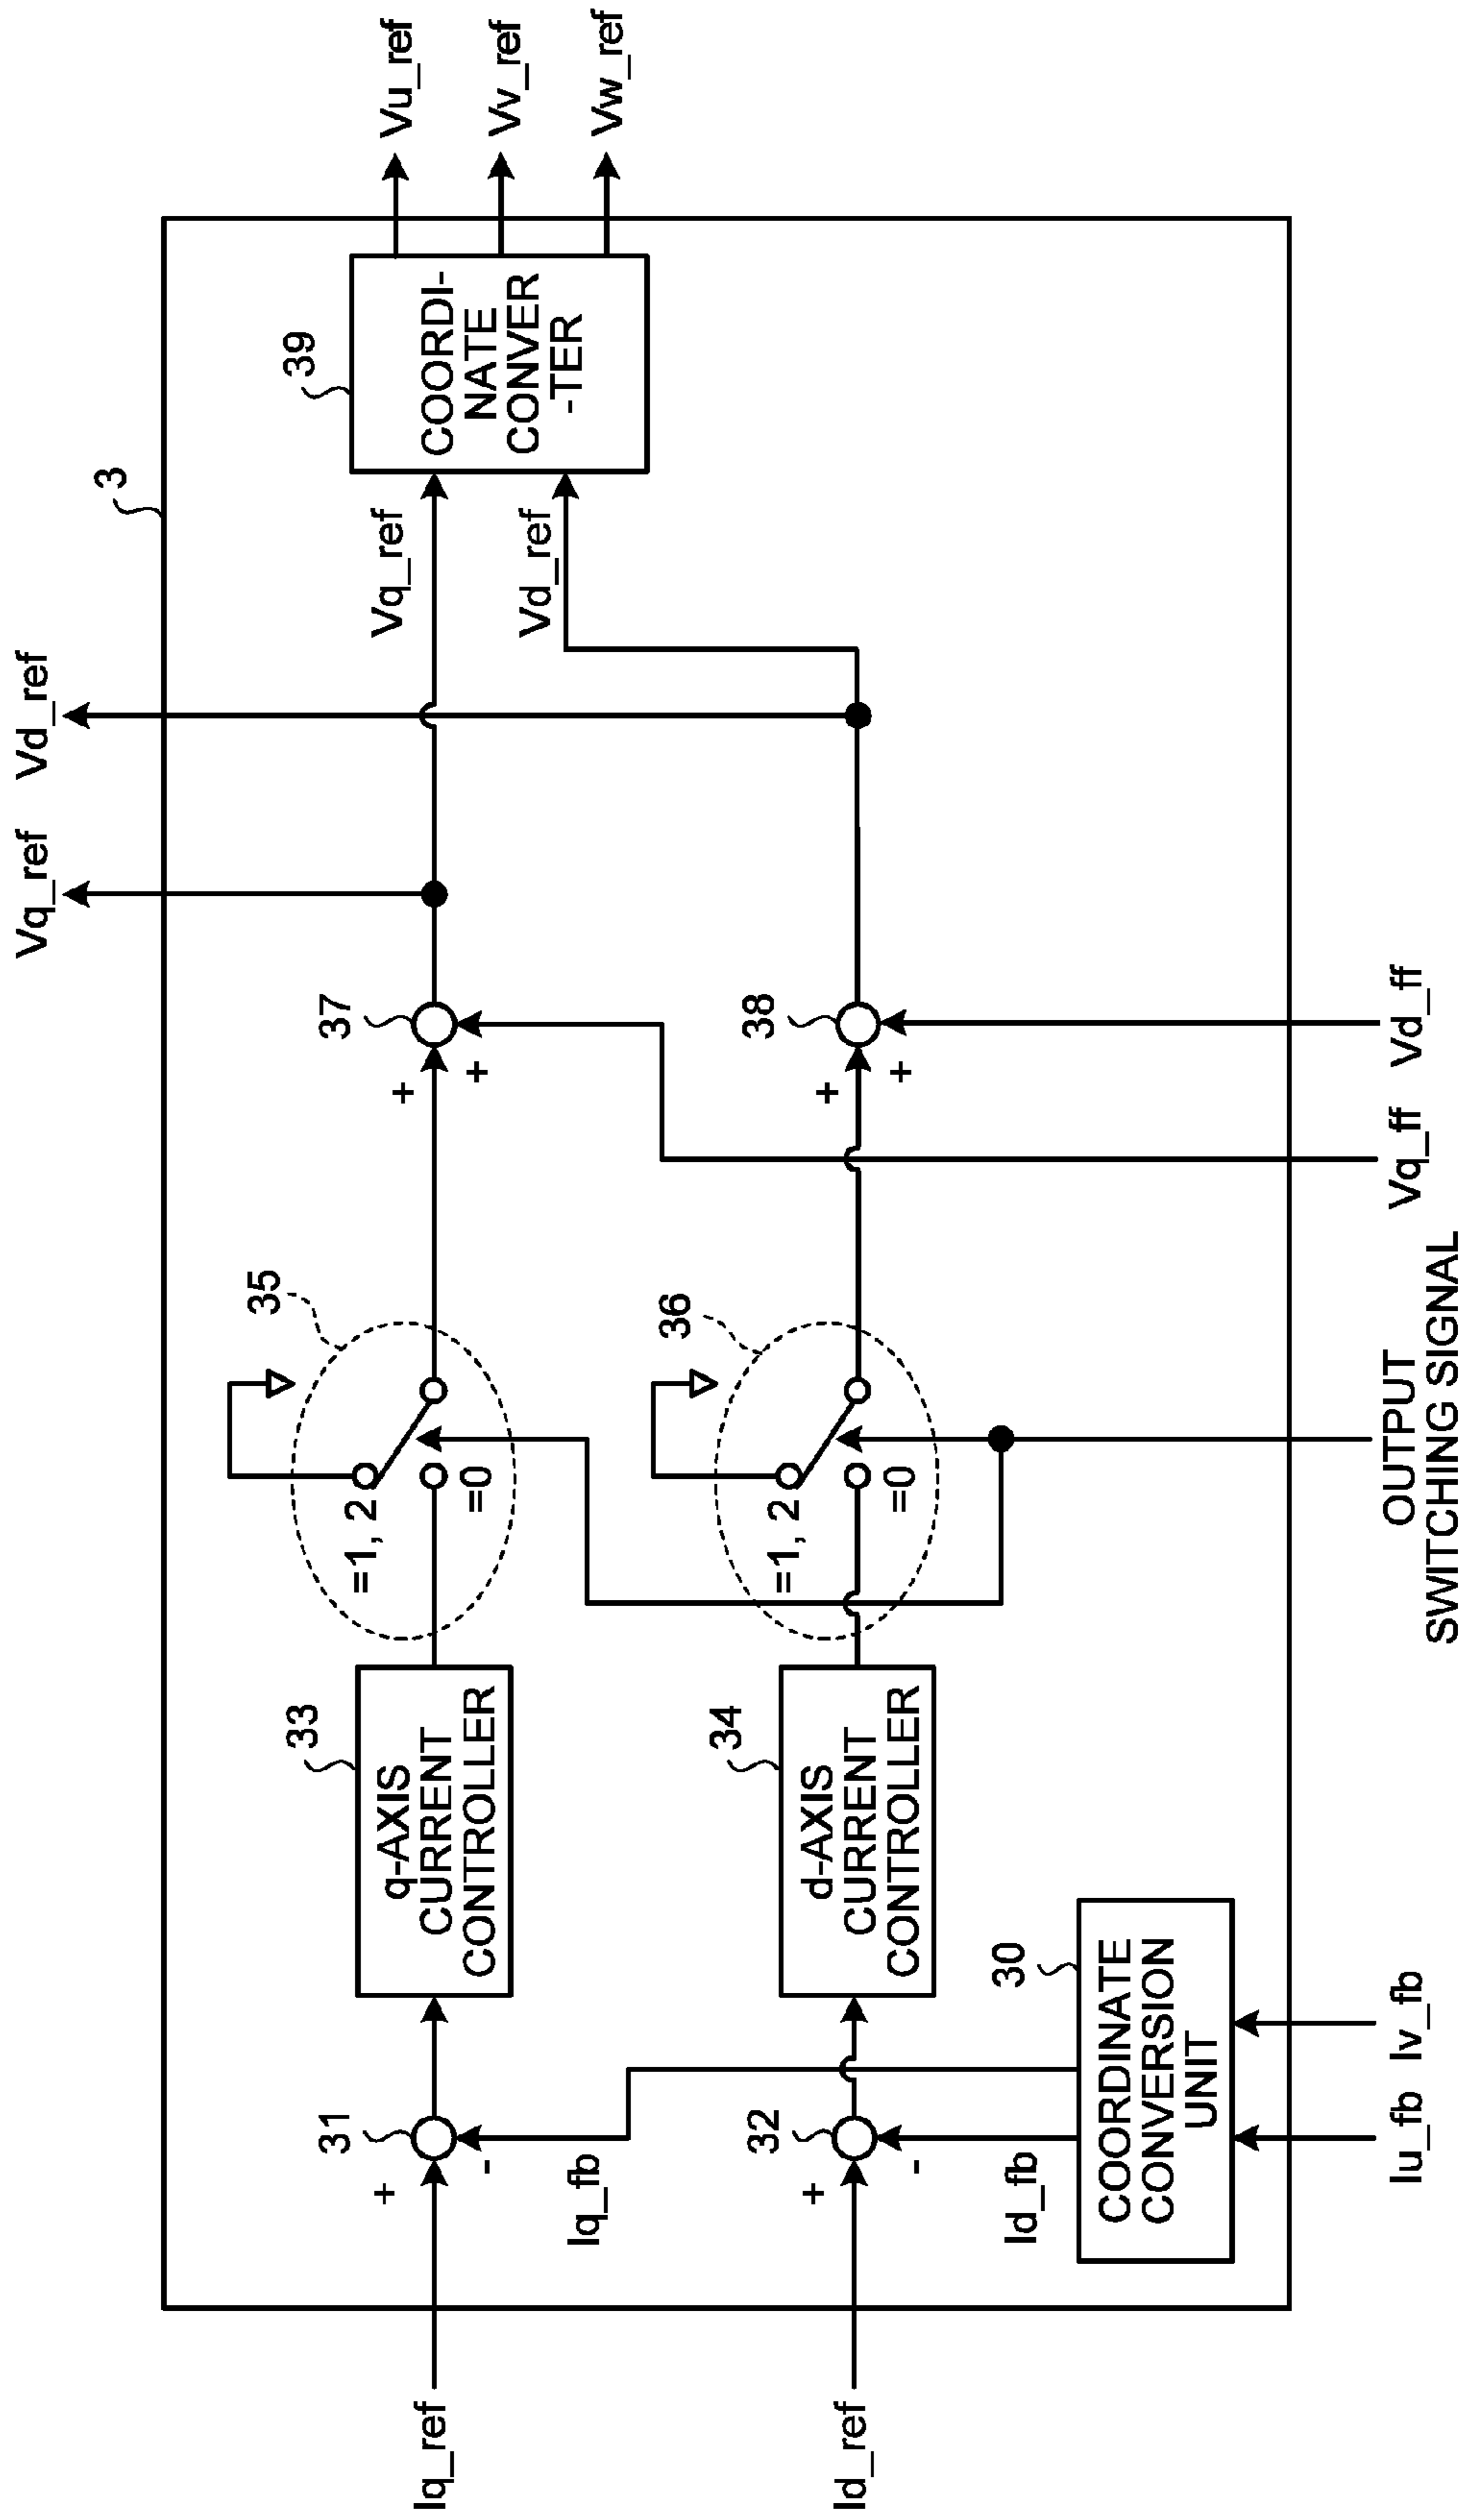 Vq_ref
Vd_ref
3
35
37
39
33
31
Iq_ref
+
-
q-AXIS
CURRENT
CONTROLLER
=1, 2
=0
+
+
Vq_ref
COORDI-
NATE
CONVER
-TER
Vu_ref
Vv_ref
Vw_ref
Iq_fb
Vd_ref
36
38
34
32
Id_ref
+
-
d-AXIS
CURRENT
CONTROLLER
=1, 2
=0
+
+
Id_fb
30
COORDINATE
CONVERSION
UNIT
Iu_fb
Iv_fb
OUTPUT
SWITCHING SIGNAL
Vq_ff
Vd_ff